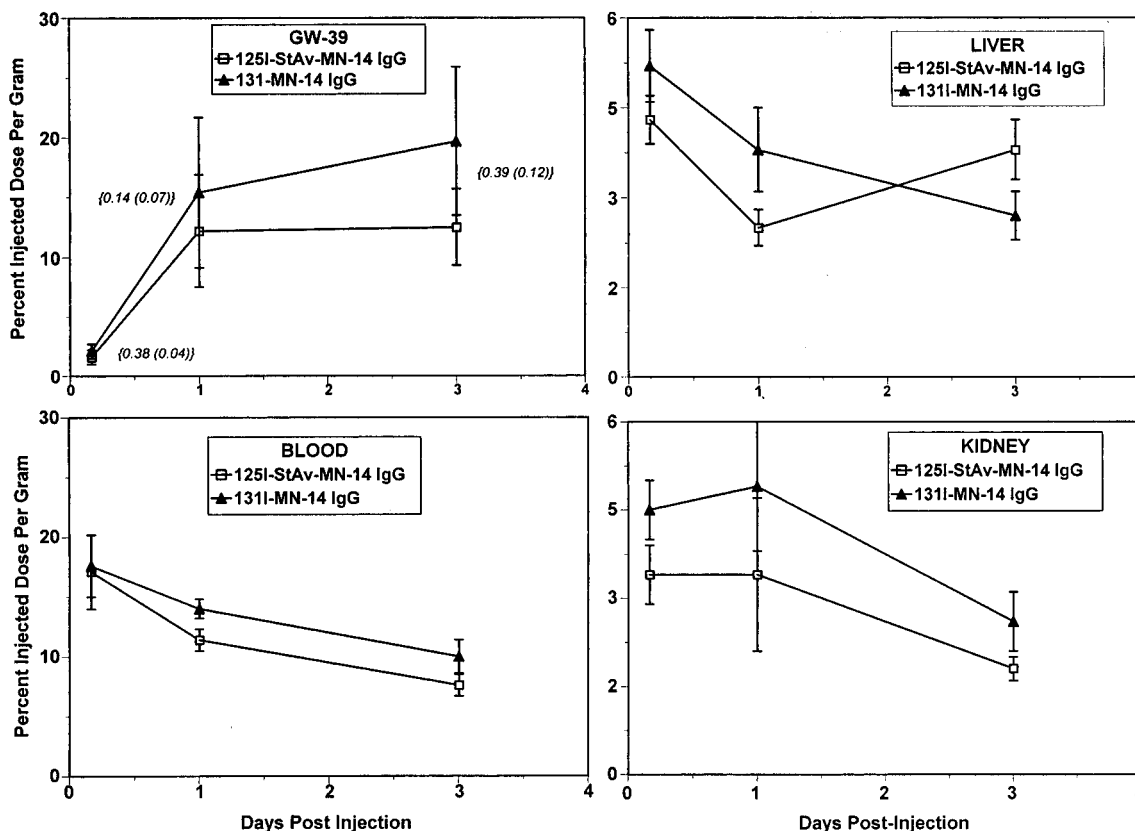 Percent Injected Dose Per Gram
30
20
10
0
GW-39
125I-StAv-MN-14 IgG
131-MN-14 IgG
{0.14 (0.07)}
{0.39 (0.12)}
{0.38 (0.04)}
0 1 2 3 4
6
5
3
2
0
LIVER
125I-StAv-MN-14 IgG
131I-MN-14 IgG
0 1 2 3
Percent Injected Dose Per Gram
30
20
10
0
BLOOD
125I-StAv-MN-14 IgG
131I-MN-14 IgG
0 1 2 3 4
Days Post Injection
6
5
3
2
0
KIDNEY
125I-StAv-MN-14 IgG
131I-MN-14 IgG
0 1 2 3
Days Post-Injection